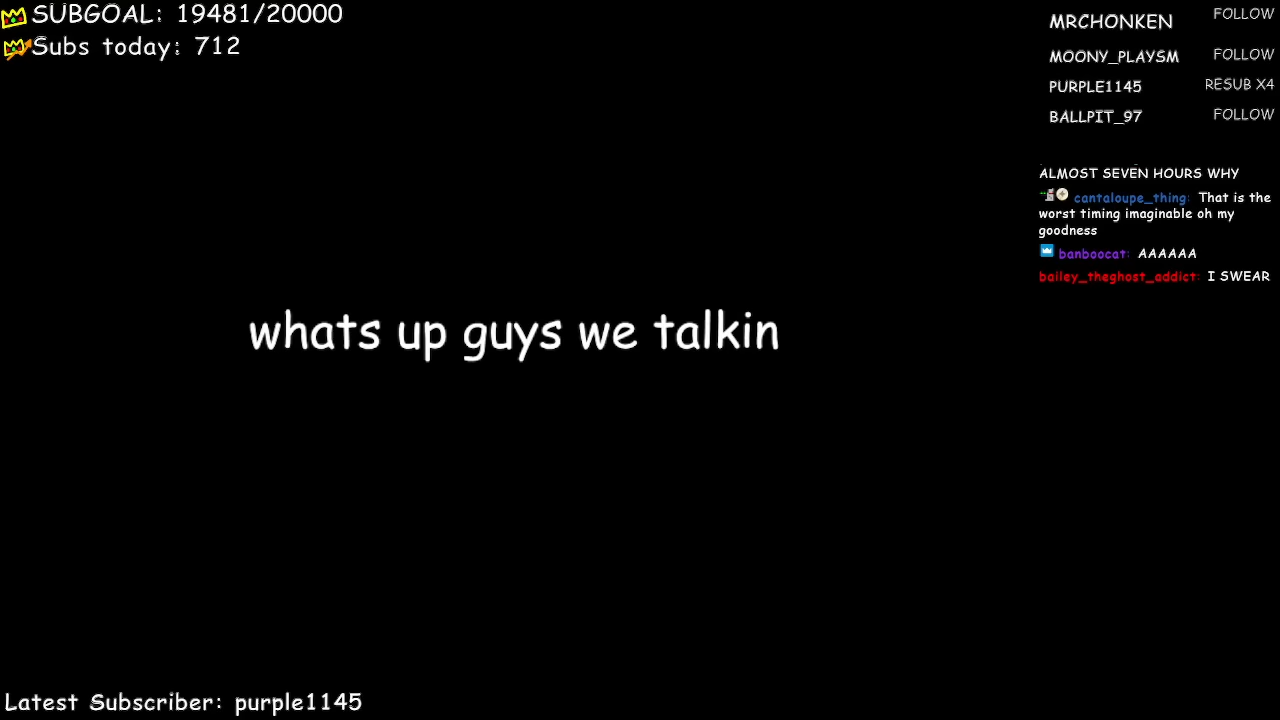 SUBGOAL: 19481/20000
Subs today: 712
MRCHONKEN FOLLOW
MOONY_PLAYSM FOLLOW
PURPLE1145 RESUB X4
BALLPIT_97 FOLLOW
ALMOST SEVEN HOURS WHY
cantaloupe_thing: That is the
worst timing imaginable oh my
goodness
banboocat: AAAAAA
bailey_theghost_addict: I SWEAR
whats up guys we talkin
Latest Subscriber: purple1145